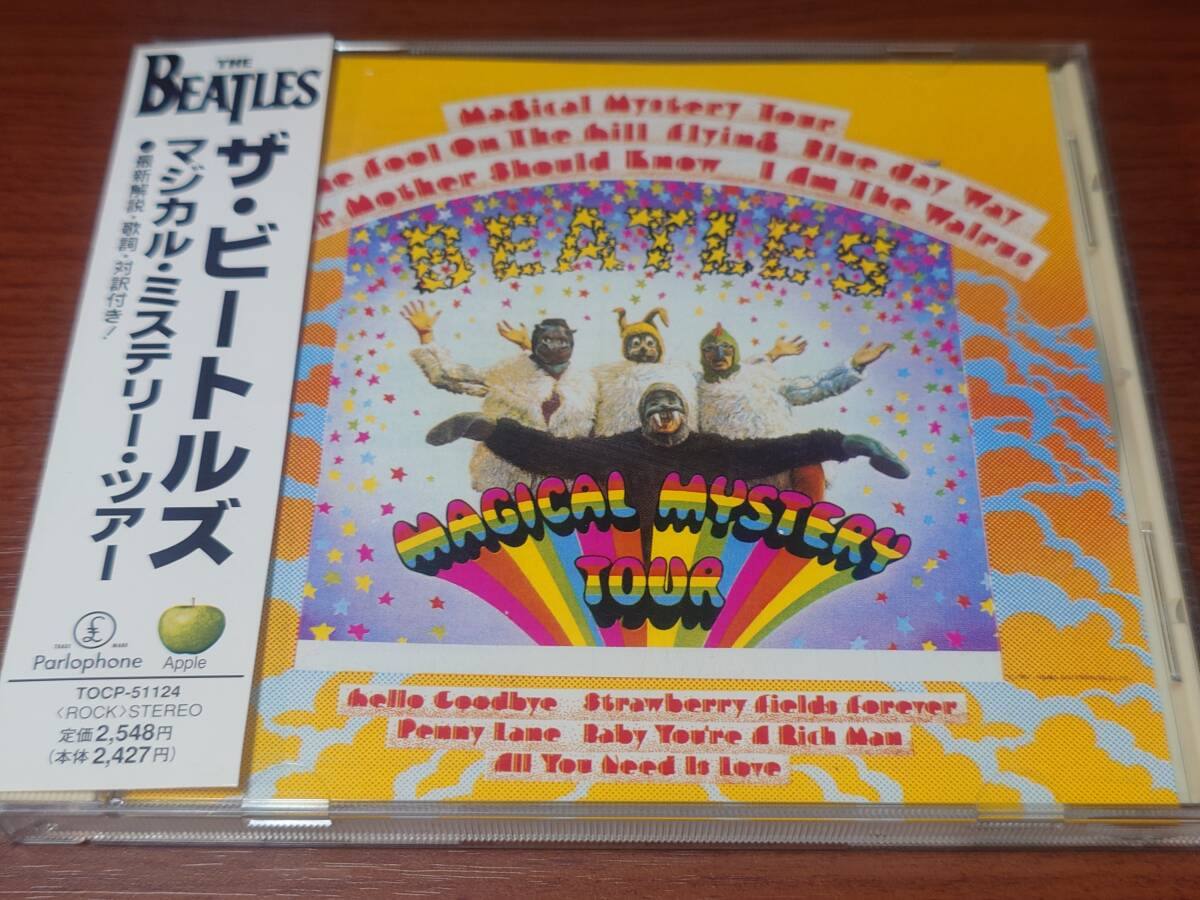 THE
BEATLES
ザ・ビートルズ
マジカル・ミステリー・ツアー
●最新解説・歌詞・対訳付き!
TRADE £ MARK
Parlophone
Apple
TOCP-51124
〈ROCK〉STEREO
定価2,548円
(本体2,427円)
Magical Mystery Tour
he Fool On The Hill Flying Blue Jay Way
r Mother Should Know I Am The Walrus
BEATLES
MAGICAL MYSTERY
TOUR
Hello Goodbye Strawberry Fields Forever
Penny Lane Baby You're A Rich Man
All You Need Is Love